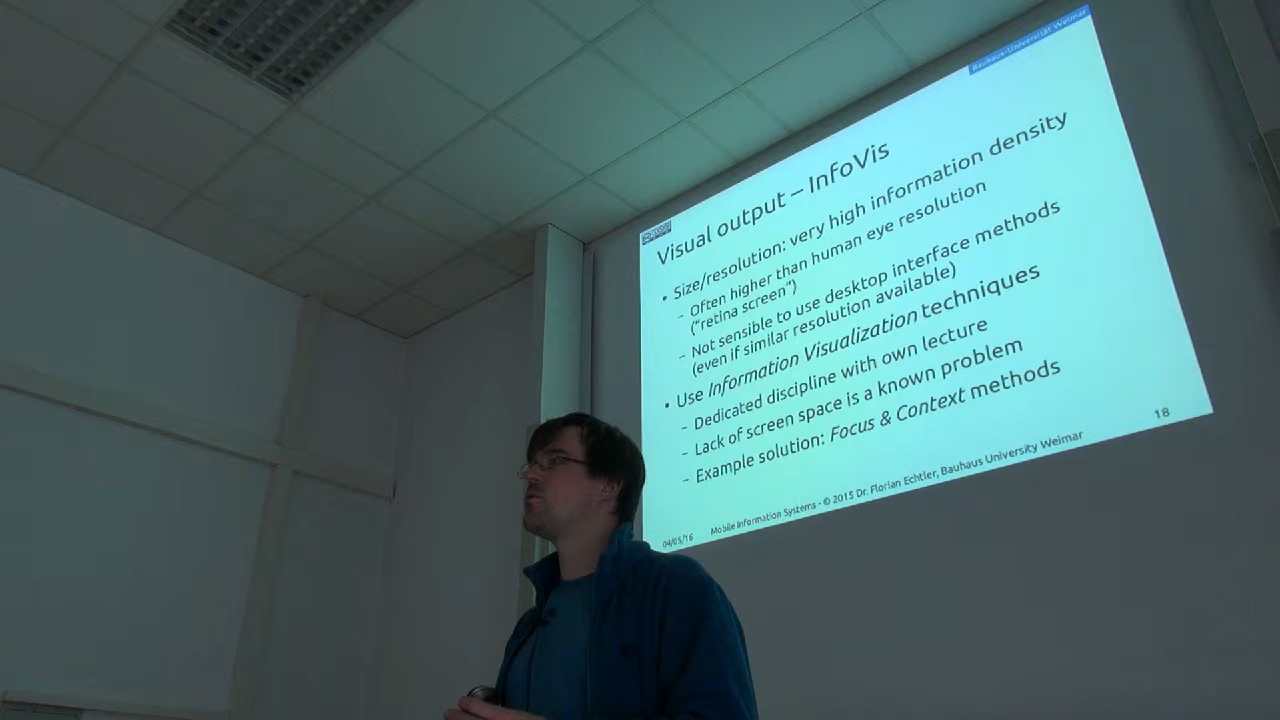 Bauhaus-Universität Weimar
Visual output – InfoVis
• Size/resolution: very high information density
– Often higher than human eye resolution
("retina screen")
– Not sensible to use desktop interface methods
(even if similar resolution available)
• Use Information Visualization techniques
– Dedicated discipline with own lecture
– Lack of screen space is a known problem
– Example solution: Focus & Context methods
04/05/16
Mobile Information Systems - © 2015 Dr. Florian Echtler, Bauhaus University Weimar
18